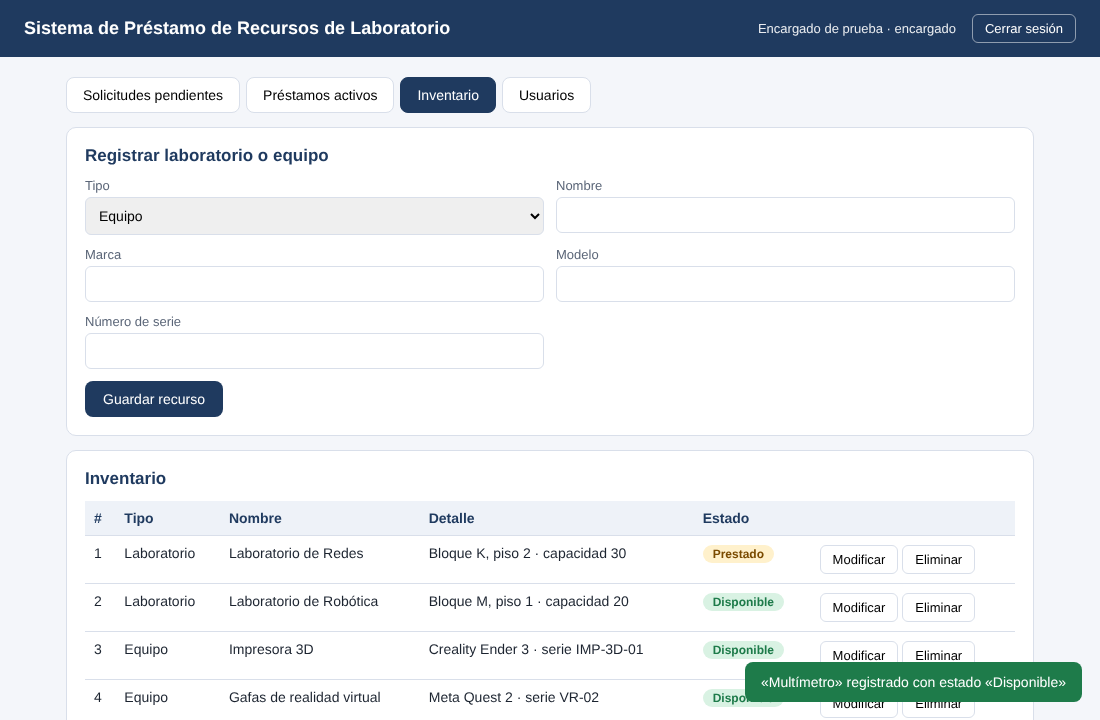 Sistema de Préstamo de Recursos de Laboratorio
Encargado de prueba · encargado
Cerrar sesión
Solicitudes pendientes
Préstamos activos
Inventario
Usuarios
Registrar laboratorio o equipo
Tipo
Nombre
Equipo
Marca
Modelo
Número de serie
Guardar recurso
Inventario
# Tipo Nombre Detalle Estado
1 Laboratorio Laboratorio de Redes Bloque K, piso 2 · capacidad 30 Prestado Modificar Eliminar
2 Laboratorio Laboratorio de Robótica Bloque M, piso 1 · capacidad 20 Disponible Modificar Eliminar
3 Equipo Impresora 3D Creality Ender 3 · serie IMP-3D-01 Disponible Modificar Eliminar
4 Equipo Gafas de realidad virtual Meta Quest 2 · serie VR-02 Modificar Eliminar
«Multímetro» registrado con estado «Disponible»